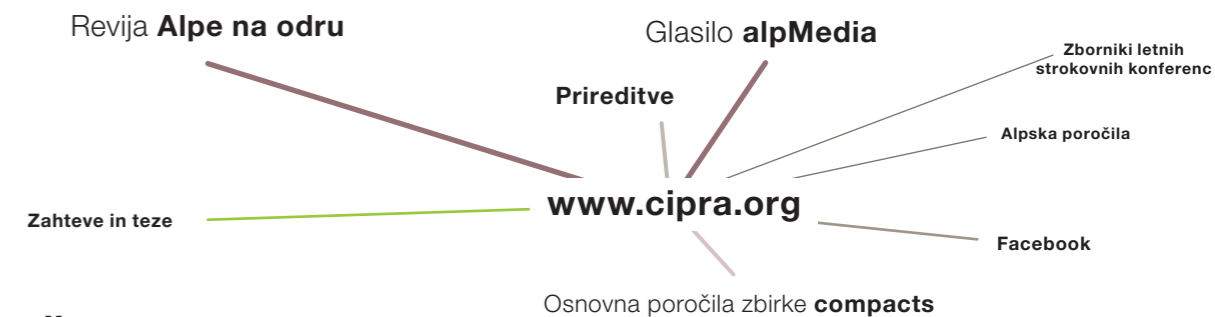 Revija Alpe na odru
Glasilo alpMedia
Zborniki letnih
strokovnih konferenc
Prireditve
Alpska poročila
www.cipra.org
Zahteve in teze
Facebook
Osnovna poročila zbirke compacts